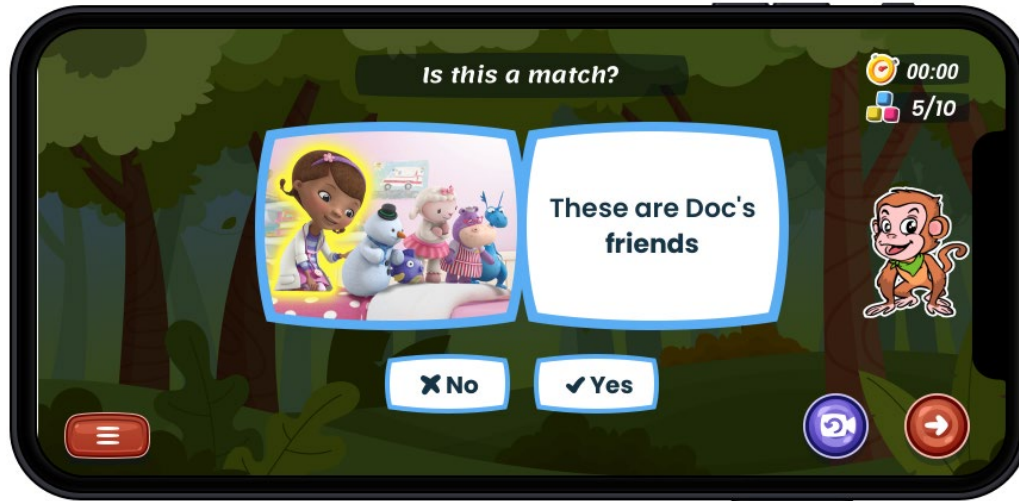 Is this a match?
00:00
5/10
These are Doc's
friends
No
Yes